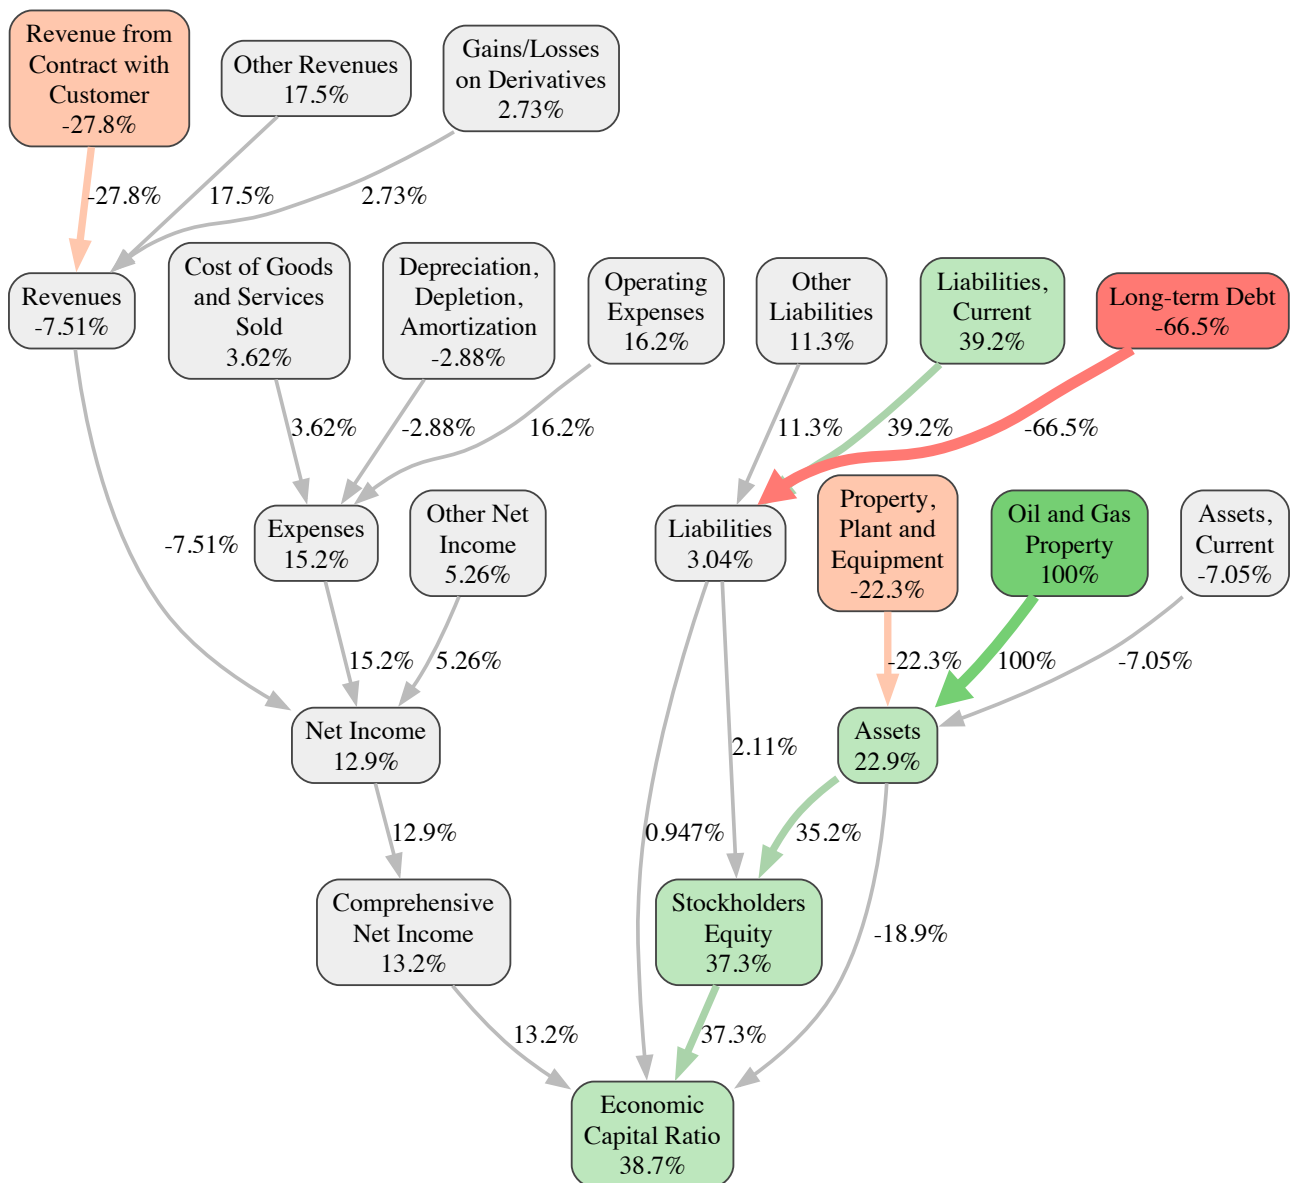 Revenue from
Contract with
Customer
-27.8%
Other Revenues
17.5%
Gains/Losses
on Derivatives
2.73%
-27.8%
17.5%
2.73%
Revenues
-7.51%
Cost of Goods
and Services
Sold
3.62%
Depreciation,
Depletion,
Amortization
-2.88%
Operating
Expenses
16.2%
Other
Liabilities
11.3%
Liabilities,
Current
39.2%
Long-term Debt
-66.5%
3.62%
-2.88%
16.2%
11.3%
39.2%
-66.5%
-7.51%
Expenses
15.2%
Other Net
Income
5.26%
Liabilities
3.04%
Property,
Plant and
Equipment
-22.3%
Oil and Gas
Property
100%
Assets,
Current
-7.05%
15.2%
5.26%
-22.3%
100%
-7.05%
Net Income
12.9%
2.11%
Assets
22.9%
12.9%
0.947%
35.2%
Comprehensive
Net Income
13.2%
Stockholders
Equity
37.3%
-18.9%
13.2%
37.3%
Economic
Capital Ratio
38.7%